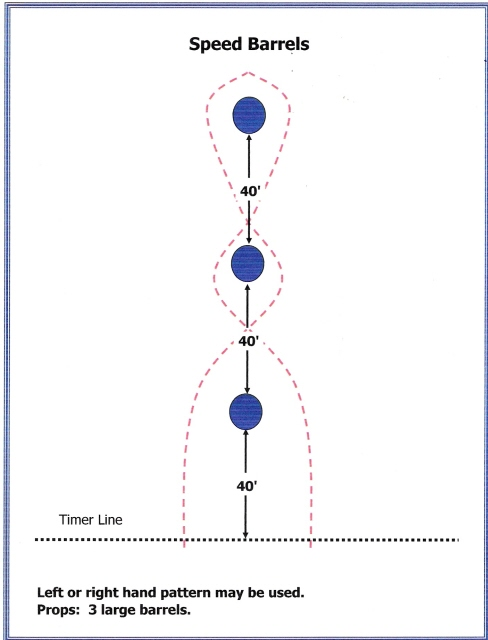 Speed Barrels
40'
40'
40'
Timer Line
Left or right hand pattern may be used.
Props: 3 large barrels.